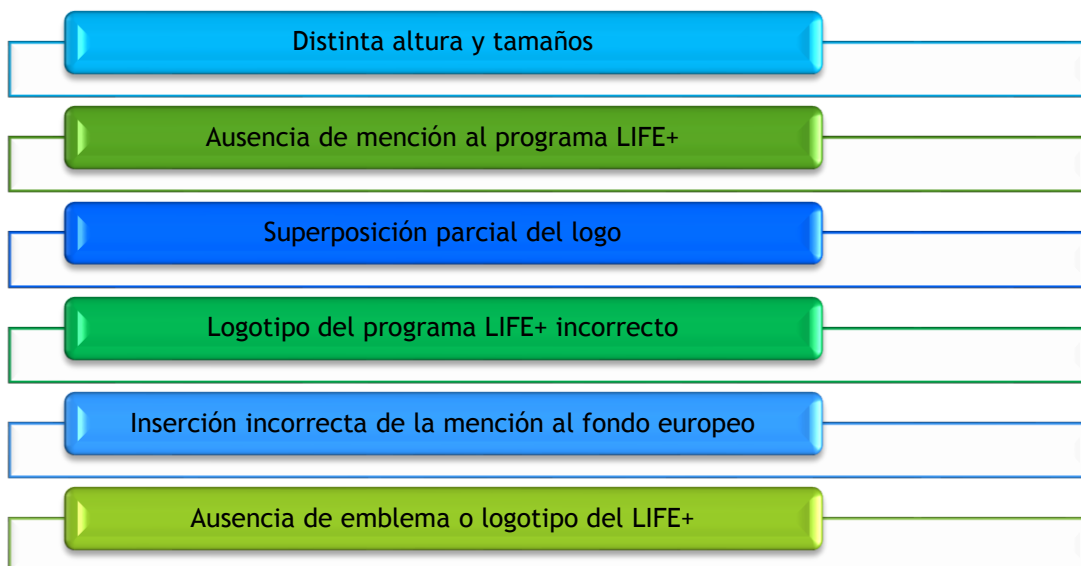 Distinta altura y tamaños
Ausencia de mención al programa LIFE+
Superposición parcial del logo
Logotipo del programa LIFE+ incorrecto
Inserción incorrecta de la mención al fondo europeo
Ausencia de emblema o logotipo del LIFE+